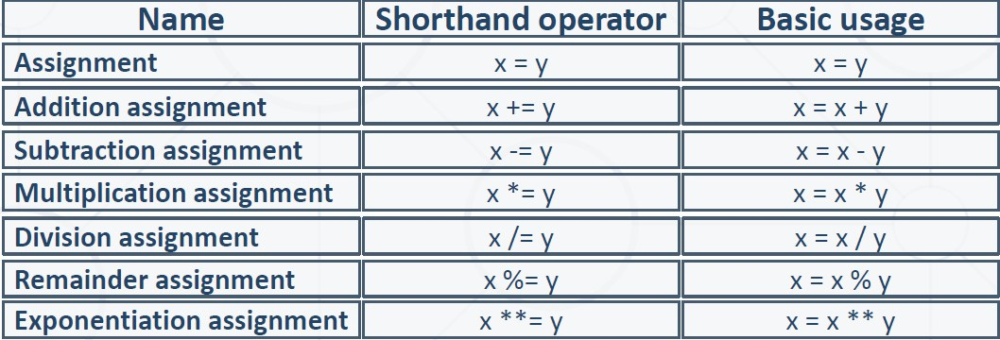 Name Shorthand operator Basic usage
Assignment x = y x = y
Addition assignment x += y x = x + y
Subtraction assignment x -= y x = x - y
Multiplication assignment x *= y x = x * y
Division assignment x /= y x = x / y
Remainder assignment x %= y x = x % y
Exponentiation assignment x **= y x = x ** y